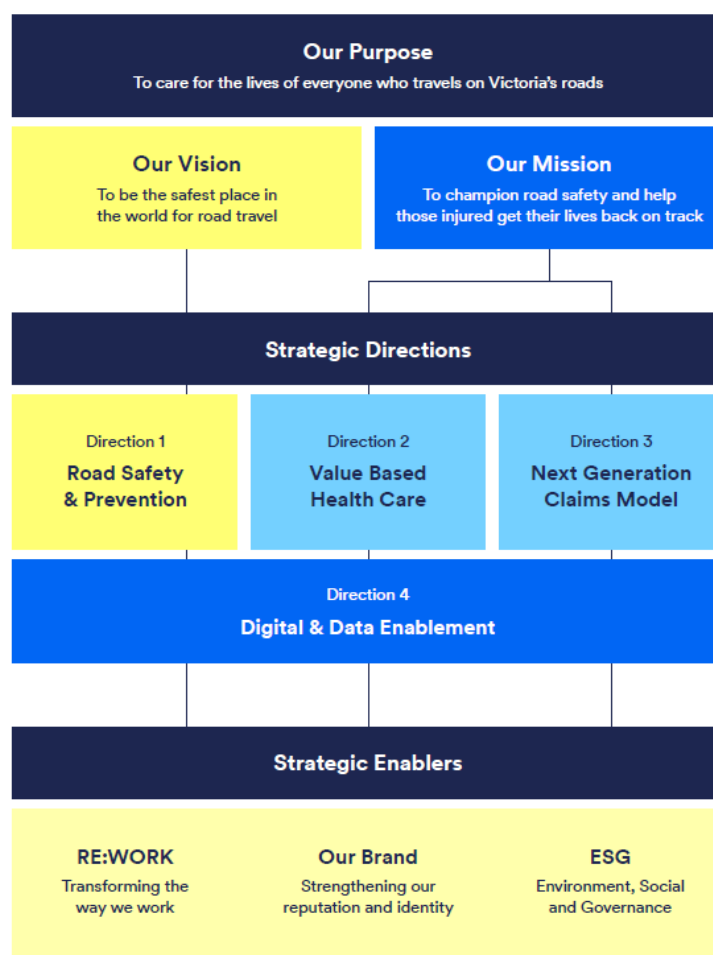 Our Purpose
To care for the lives of everyone who travels on Victoria's roads
Our Vision
To be the safest place in
the world for road travel
Our Mission
To champion road safety and help
those injured get their lives back on track
Strategic Directions
Direction 1
Road Safety
& Prevention
Direction 2
Value Based
Health Care
Direction 3
Next Generation
Claims Model
Direction 4
Digital & Data Enablement
Strategic Enablers
RE:WORK
Transforming the
way we work
Our Brand
Strengthening our
reputation and identity
ESG
Environment, Social
and Governance